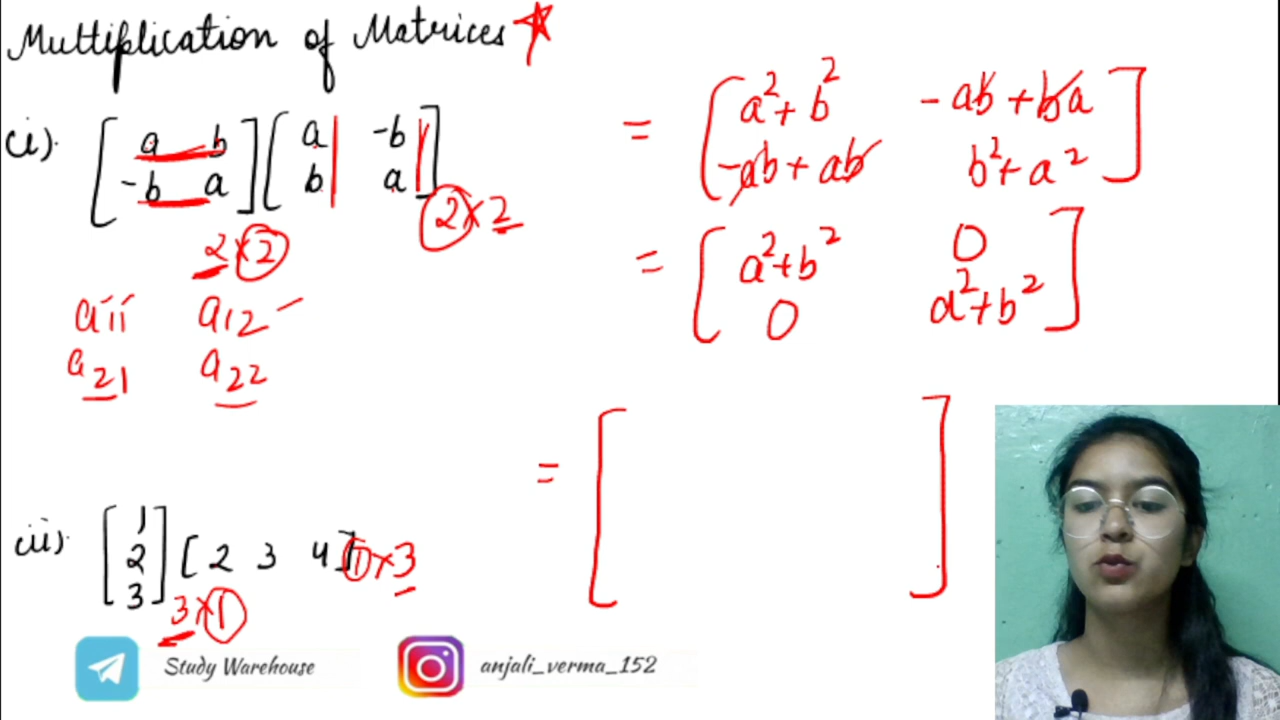 Multiplication of Matrices
(i). [ a b ] [ a -b ]
[ -b a ] [ b a ]
2×2 2×2
a11 a12
a21 a22
= [ a²+b² -ab+ba ]
[ -ab+ab b²+a² ]
= [ a²+b² 0 ]
[ 0 a²+b² ]
(ii). [ 1 ] [ 2 3 4 ] 1×3
[ 2 ]
[ 3 ] 3×1
= [ ]
Study Warehouse
anjali_verma_152